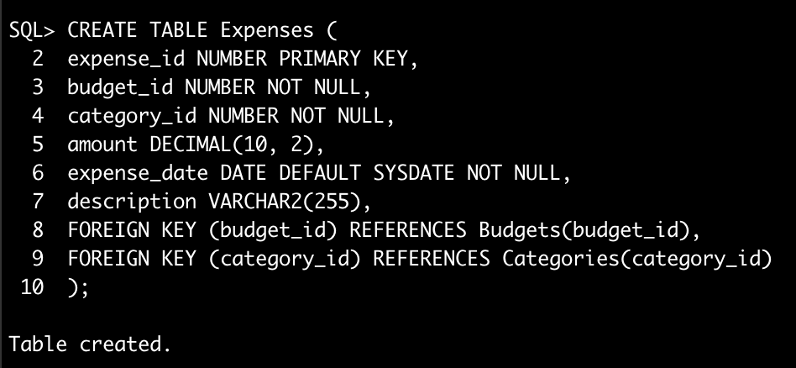 SQL> CREATE TABLE Expenses (
  2  expense_id NUMBER PRIMARY KEY,
  3  budget_id NUMBER NOT NULL,
  4  category_id NUMBER NOT NULL,
  5  amount DECIMAL(10, 2),
  6  expense_date DATE DEFAULT SYSDATE NOT NULL,
  7  description VARCHAR2(255),
  8  FOREIGN KEY (budget_id) REFERENCES Budgets(budget_id),
  9  FOREIGN KEY (category_id) REFERENCES Categories(category_id)
 10  );
Table created.